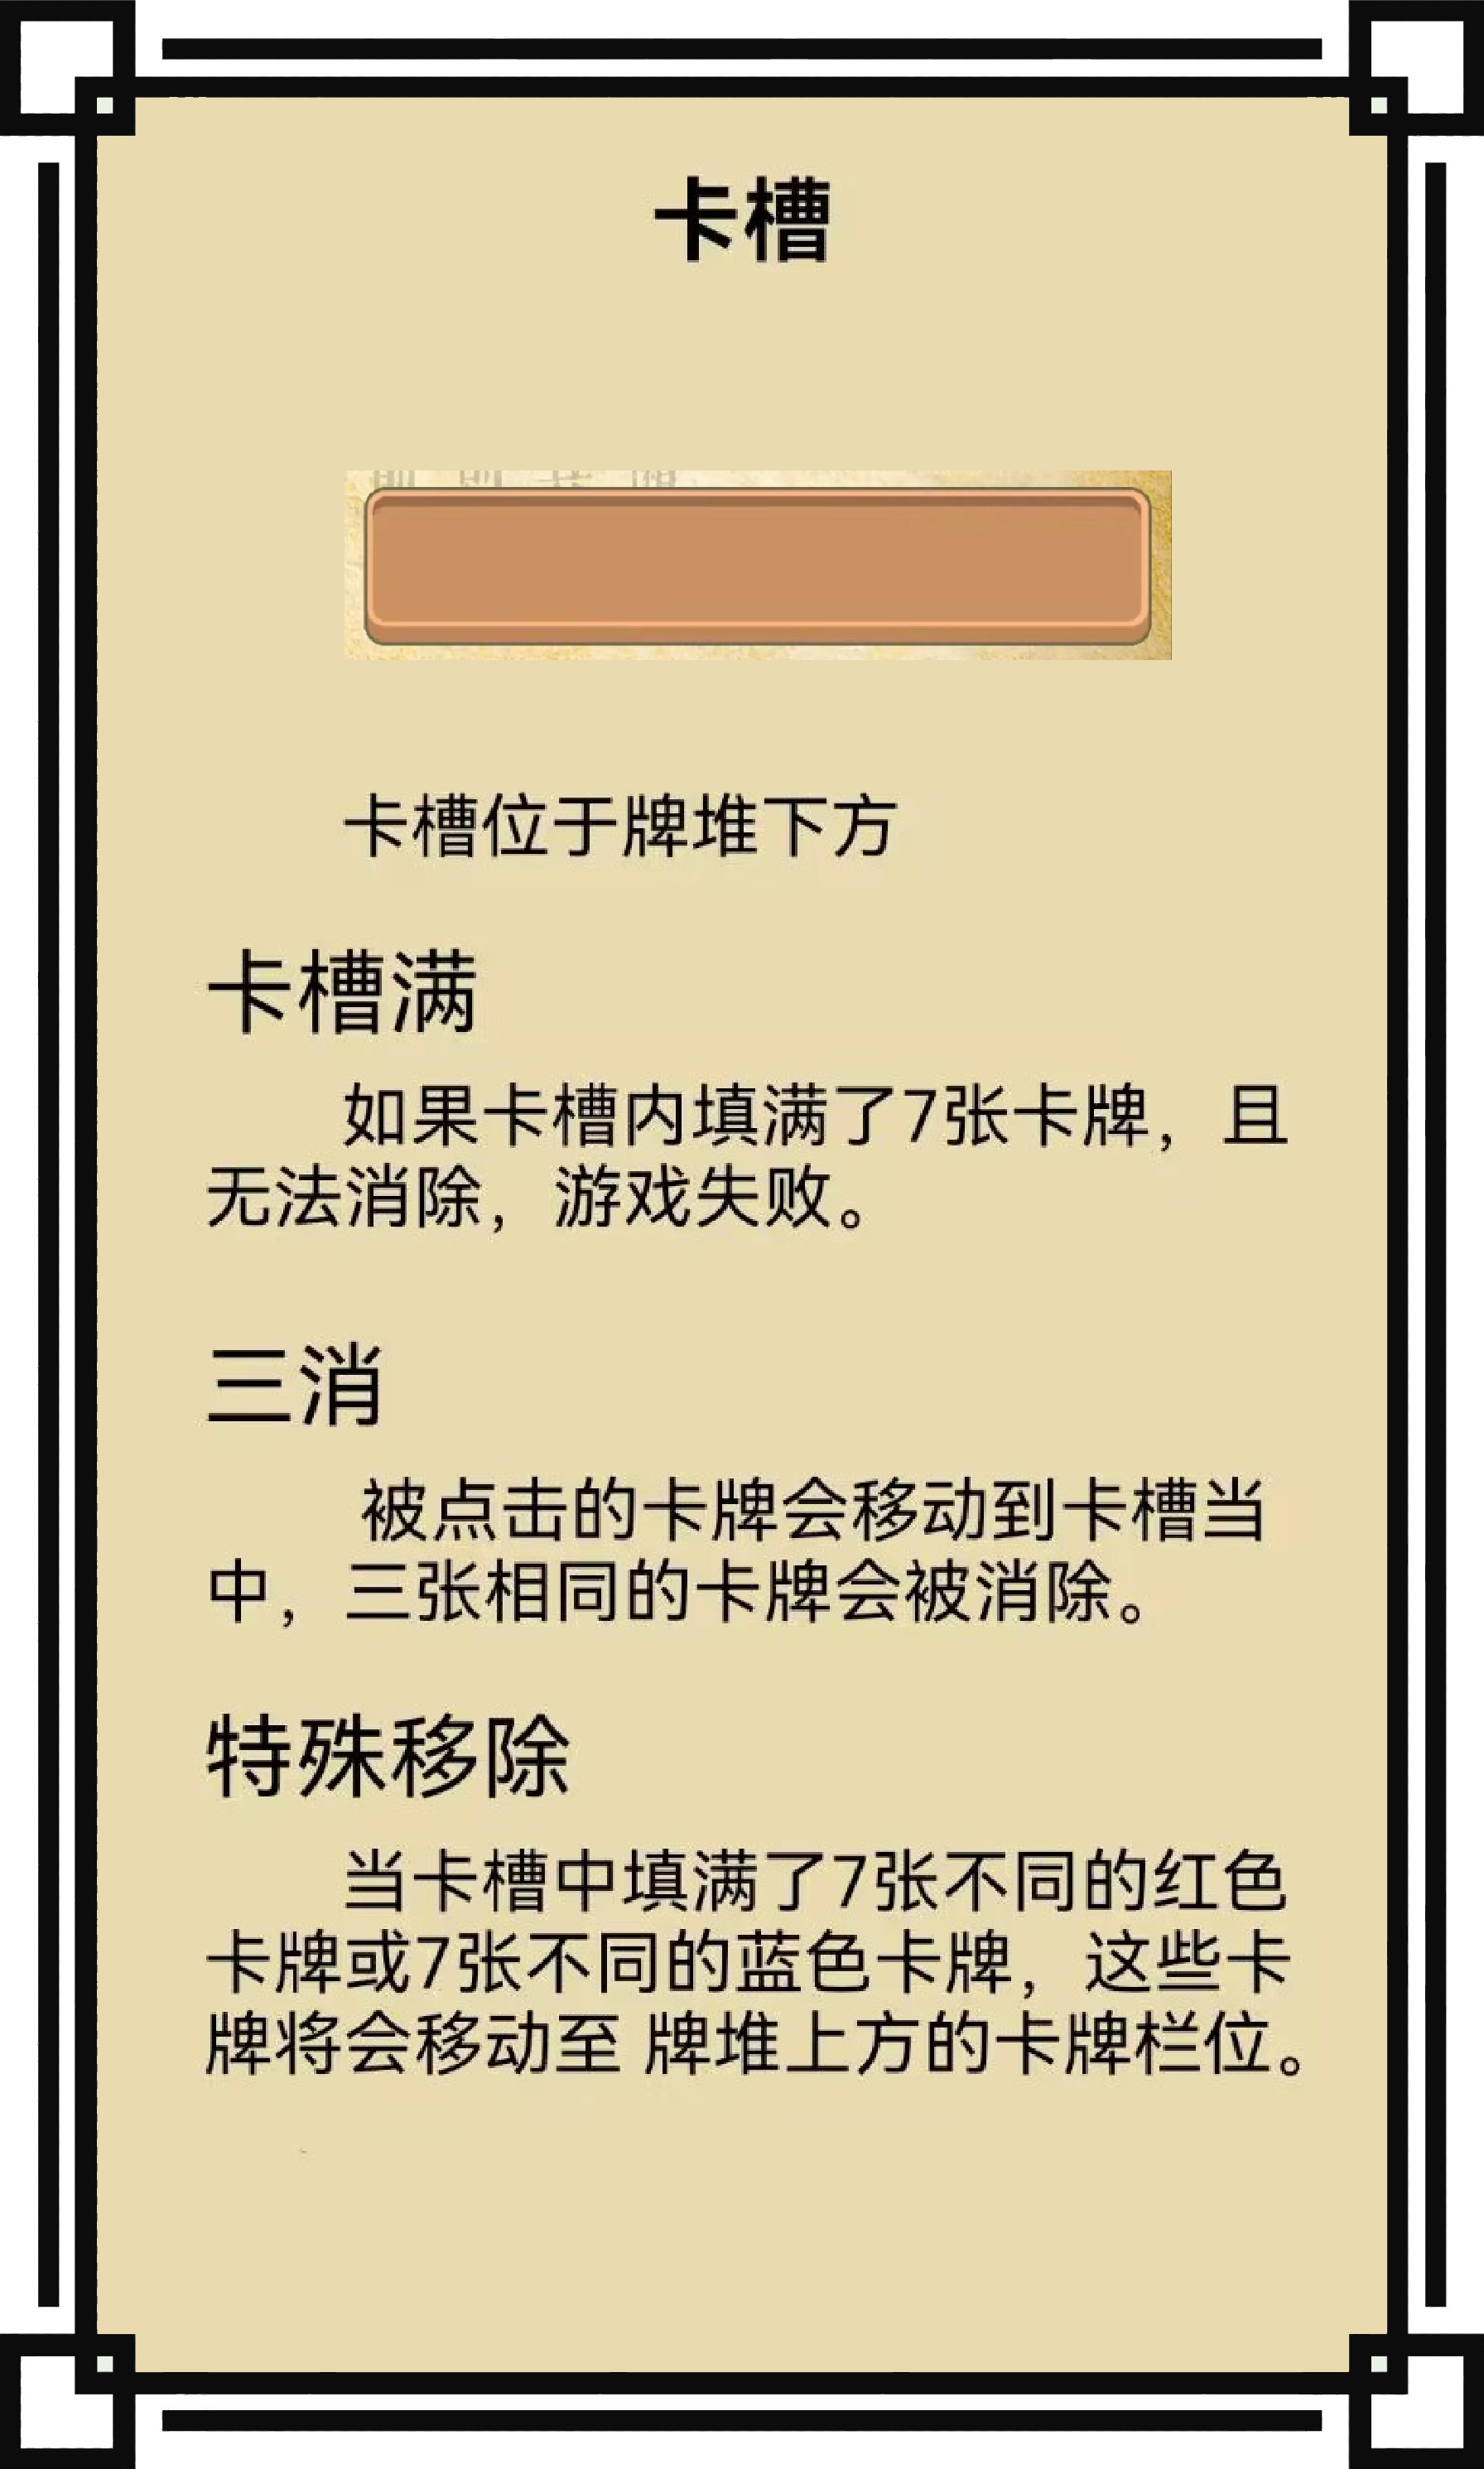 卡槽
卡槽位于牌堆下方
卡槽满
如果卡槽内填满了7张卡牌，且
无法消除，游戏失败。
三消
被点击的卡牌会移动到卡槽当
中，三张相同的卡牌会被消除。
特殊移除
当卡槽中填满了7张不同的红色
卡牌或7张不同的蓝色卡牌，这些卡
牌将会移动至 牌堆上方的卡牌栏位。